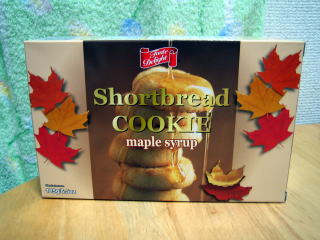 Taste
Delight
Shortbread
COOKIE
maple syrup